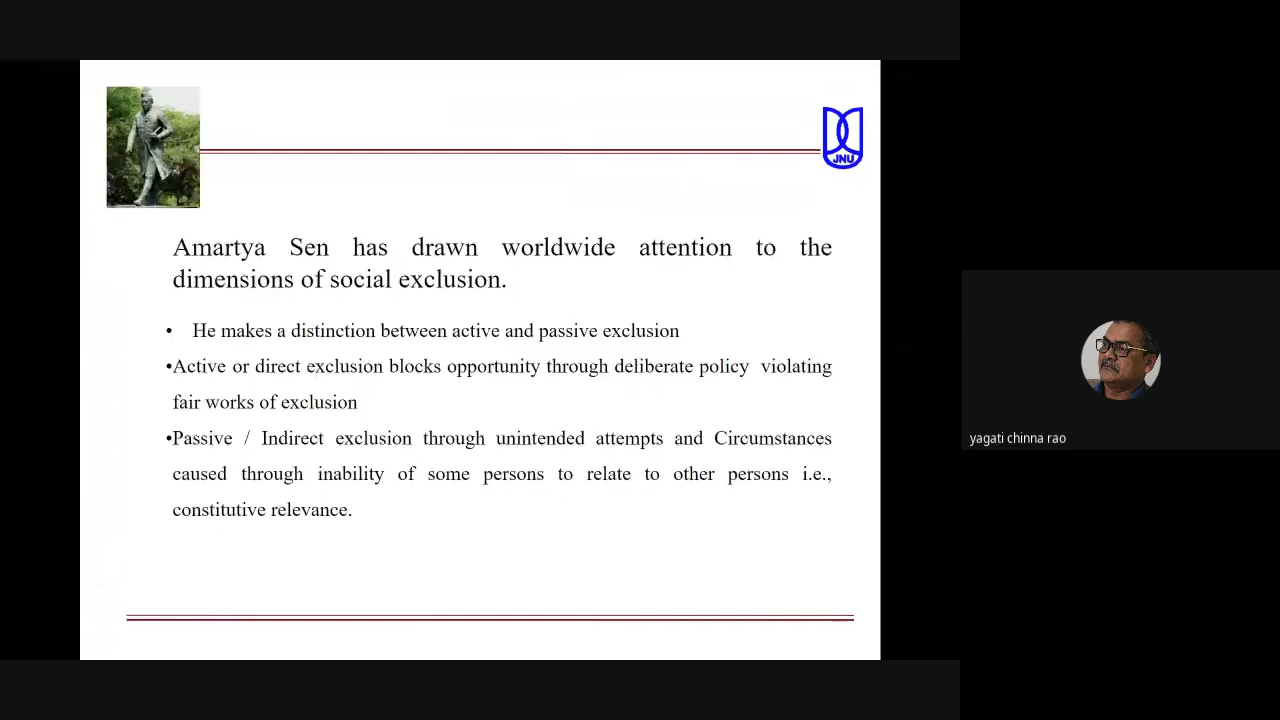 JNU
Amartya Sen has drawn worldwide attention to the
dimensions of social exclusion.
• He makes a distinction between active and passive exclusion
•Active or direct exclusion blocks opportunity through deliberate policy violating
fair works of exclusion
•Passive / Indirect exclusion through unintended attempts and Circumstances
caused through inability of some persons to relate to other persons i.e.,
constitutive relevance.
yagati chinna rao